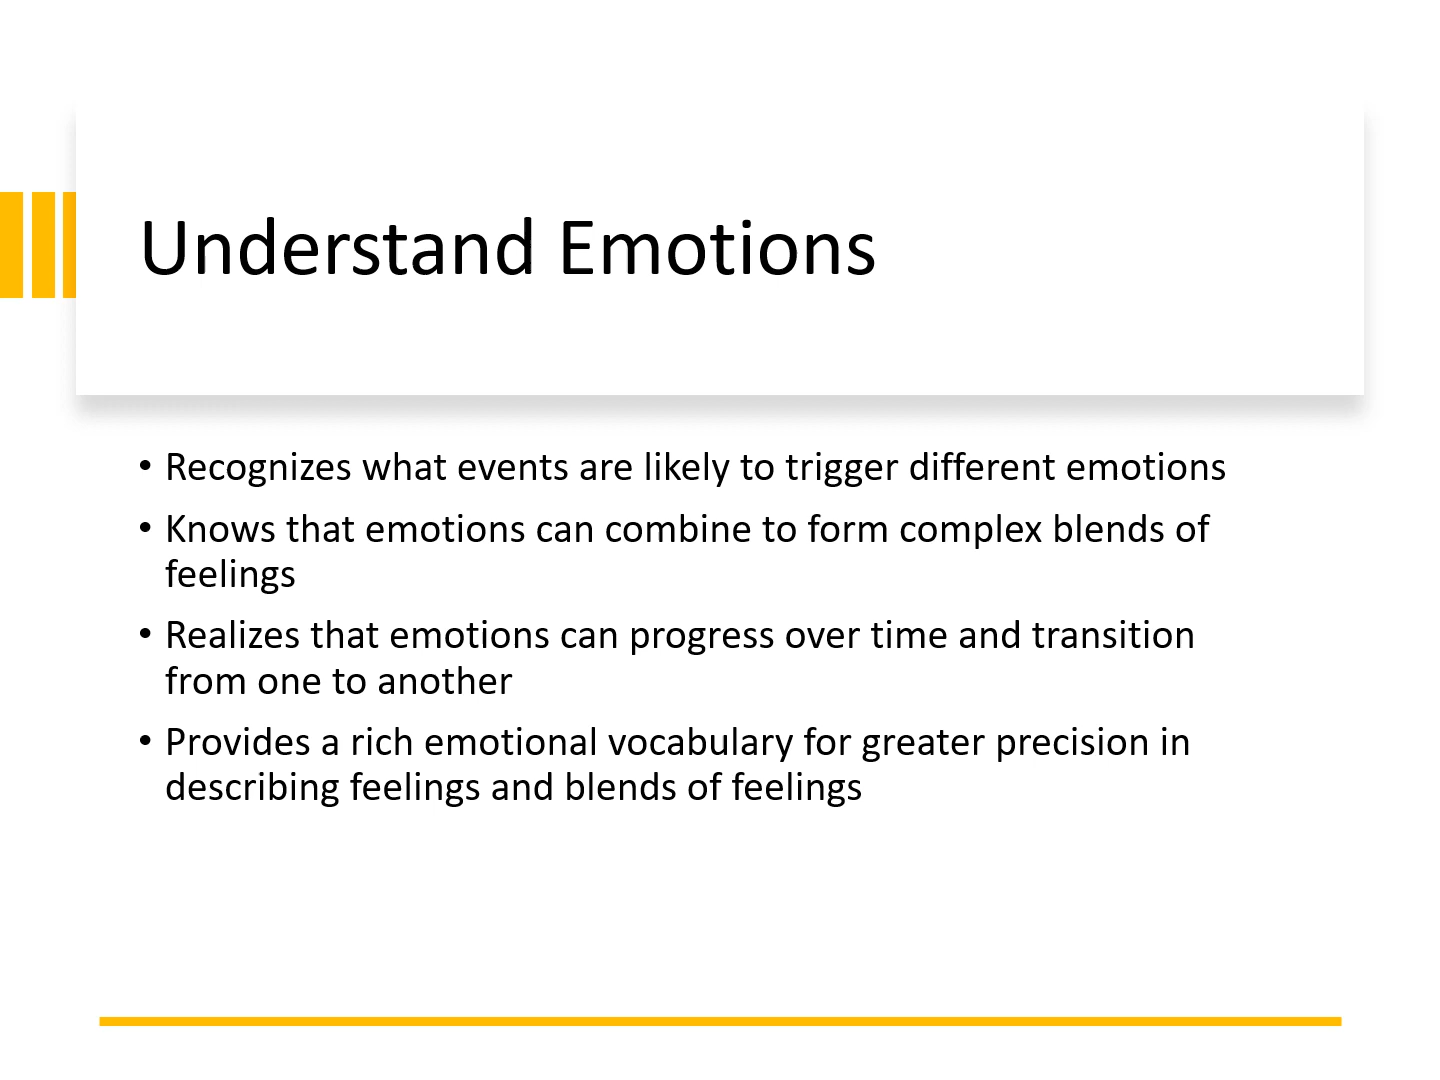 Understand Emotions
• Recognizes what events are likely to trigger different emotions
• Knows that emotions can combine to form complex blends of
feelings
• Realizes that emotions can progress over time and transition
from one to another
• Provides a rich emotional vocabulary for greater precision in
describing feelings and blends of feelings